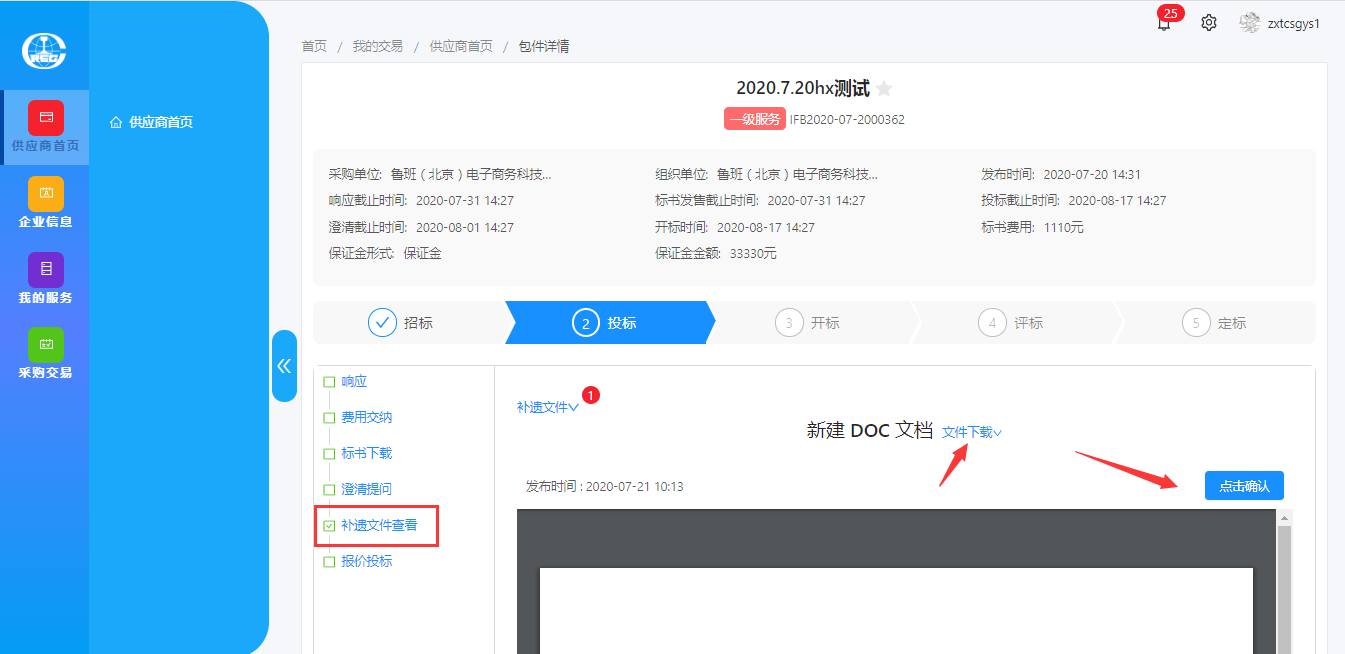 25
zxtcsgys1
首页 / 我的交易 / 供应商首页 / 包件详情
CREC
供应商首页
企业信息
我的服务
采购交易
供应商首页
2020.7.20hx测试
一级服务 IFB2020-07-2000362
采购单位: 鲁班（北京）电子商务科技... 组织单位: 鲁班（北京）电子商务科技... 发布时间: 2020-07-20 14:31
响应截止时间: 2020-07-31 14:27 标书发售截止时间: 2020-07-31 14:27 投标截止时间: 2020-08-17 14:27
澄清截止时间: 2020-08-01 14:27 开标时间: 2020-08-17 14:27 标书费用: 1110元
保证金形式: 保证金 保证金金额: 33330元
招标 2 投标 3 开标 4 评标 5 定标
响应
费用交纳
标书下载
澄清提问
补遗文件查看
报价投标
补遗文件 1
新建 DOC 文档 文件下载
发布时间 : 2020-07-21 10:13 点击确认